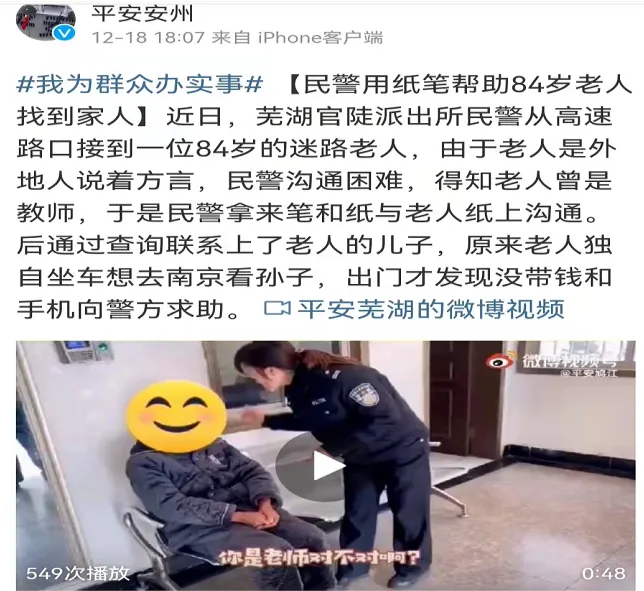 平安安州
12-18 18:07 来自 iPhone客户端
#我为群众办实事# 【民警用纸笔帮助84岁老人
找到家人】近日，芜湖官陡派出所民警从高速
路口接到一位84岁的迷路老人，由于老人是外
地人说着方言，民警沟通困难，得知老人曾是
教师，于是民警拿来笔和纸与老人纸上沟通。
后通过查询联系上了老人的儿子，原来老人独
自坐车想去南京看孙子，出门才发现没带钱和
手机向警方求助。 平安芜湖的微博视频
微博视频号
@平安鸠江
你是老师对不对啊？
549次播放
0:48